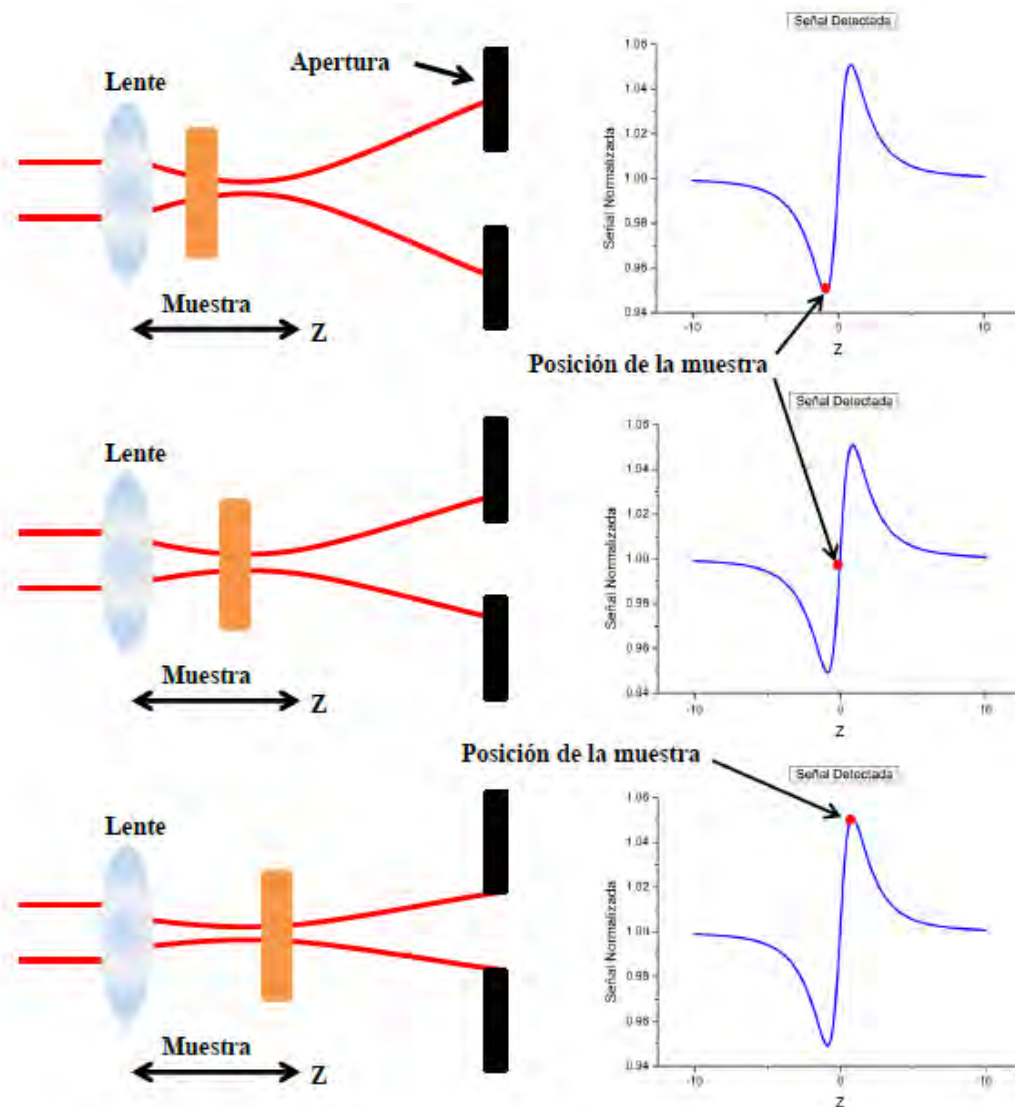 Apertura
Lente
Muestra
Z
Señal Detectada
1.06
1.04
1.02
1.00
0.98
0.96
0.94
Señal Normalizada
-10
0
10
Z
Posición de la muestra
Lente
Muestra
Z
Señal Detectada
1.06
1.04
1.02
1.00
0.98
0.96
0.94
Señal Normalizada
-10
0
10
Z
Posición de la muestra
Lente
Muestra
Z
Señal Detectada
1.06
1.04
1.02
1.00
0.98
0.96
0.94
Señal Normalizada
-10
0
10
Z